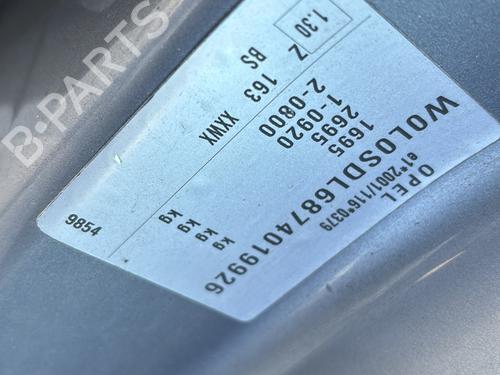 OPEL
e1*2001/116*0379
W0L0SDL6874019926
1695 kg
2695 kg
1-0920 kg
2-0800 kg
XXWX
BS 163
Z
1.30
9854
B-PARTS